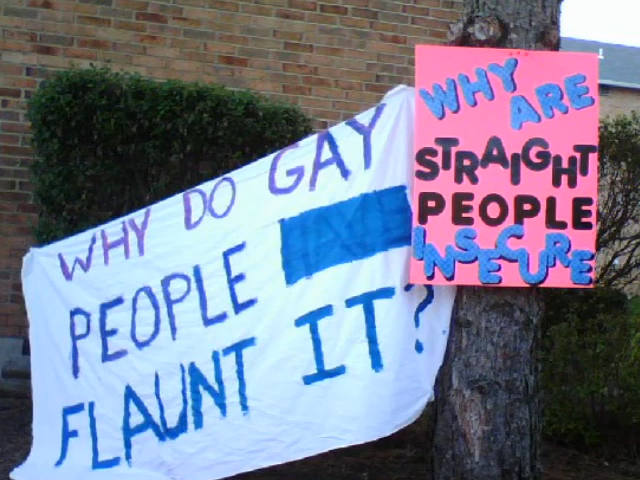 WHY DO GAY
PEOPLE
FLAUNT IT?
WHY
ARE
STRAIGHT
PEOPLE
INSECURE